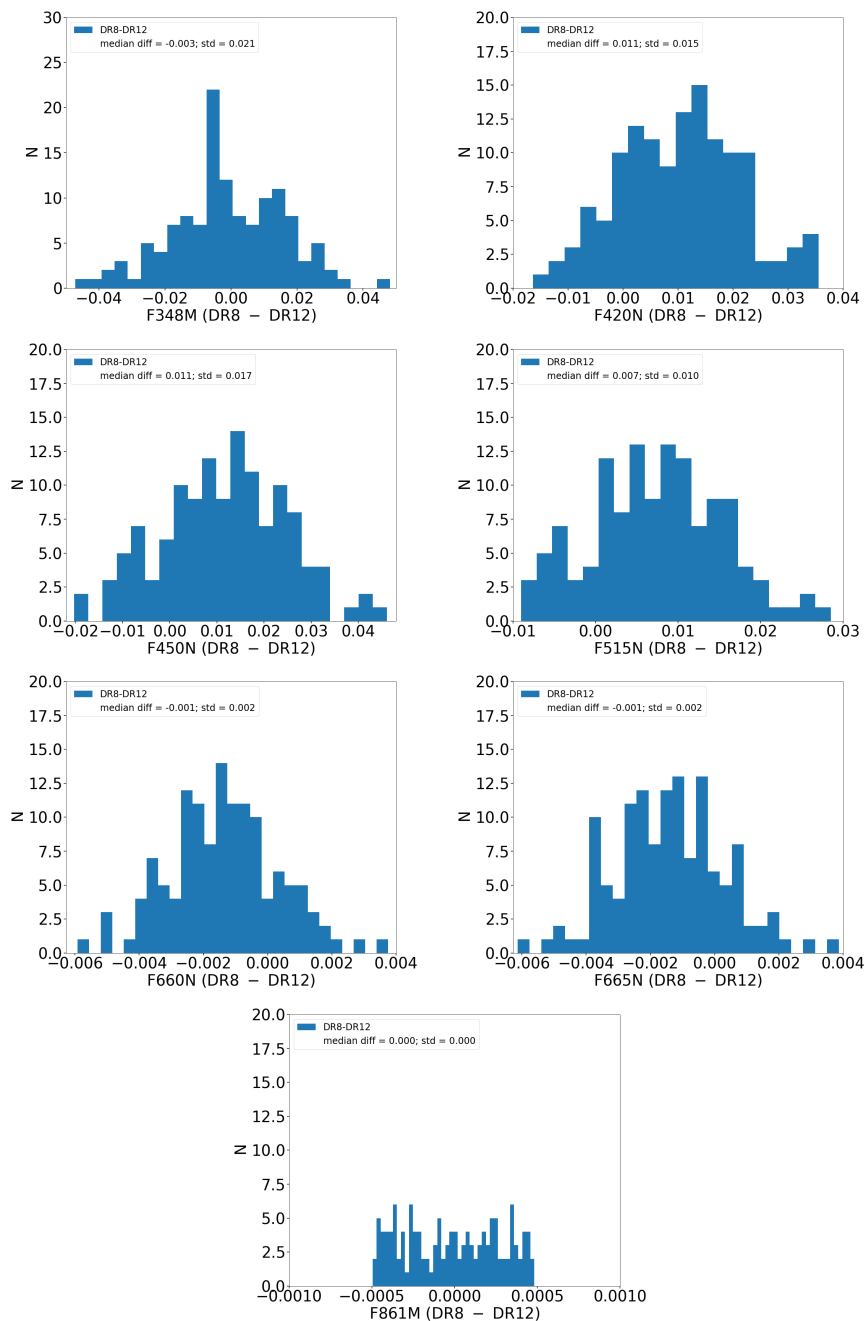 30
25
20
15
10
5
0
N
DR8-DR12
median diff = -0.003; std = 0.021
−0.04 −0.02 0.00 0.02 0.04
F348M (DR8 − DR12)
20.0
17.5
15.0
12.5
10.0
7.5
5.0
2.5
0.0
N
DR8-DR12
median diff = 0.011; std = 0.015
−0.02 −0.01 0.00 0.01 0.02 0.03 0.04
F420N (DR8 − DR12)
20.0
17.5
15.0
12.5
10.0
7.5
5.0
2.5
0.0
N
DR8-DR12
median diff = 0.011; std = 0.017
−0.02 −0.01 0.00 0.01 0.02 0.03 0.04
F450N (DR8 − DR12)
20.0
17.5
15.0
12.5
10.0
7.5
5.0
2.5
0.0
N
DR8-DR12
median diff = 0.007; std = 0.010
−0.01 0.00 0.01 0.02 0.03
F515N (DR8 − DR12)
20.0
17.5
15.0
12.5
10.0
7.5
5.0
2.5
0.0
N
DR8-DR12
median diff = -0.001; std = 0.002
−0.006 −0.004 −0.002 0.000 0.002 0.004
F660N (DR8 − DR12)
20.0
17.5
15.0
12.5
10.0
7.5
5.0
2.5
0.0
N
DR8-DR12
median diff = -0.001; std = 0.002
−0.006 −0.004 −0.002 0.000 0.002 0.004
F665N (DR8 − DR12)
20.0
17.5
15.0
12.5
10.0
7.5
5.0
2.5
0.0
N
DR8-DR12
median diff = 0.000; std = 0.000
−0.0010 −0.0005 0.0000 0.0005 0.0010
F861M (DR8 − DR12)